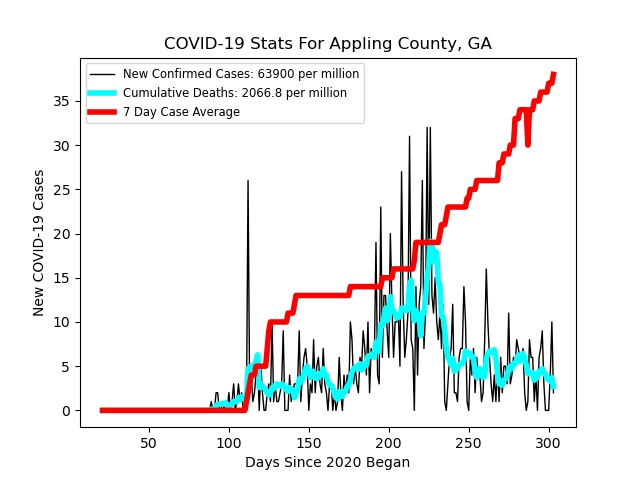 COVID-19 Stats For Appling County, GA
New Confirmed Cases: 63900 per million
Cumulative Deaths: 2066.8 per million
7 Day Case Average
New COVID-19 Cases
35
30
25
20
15
10
5
0
50 100 150 200 250 300
Days Since 2020 Began